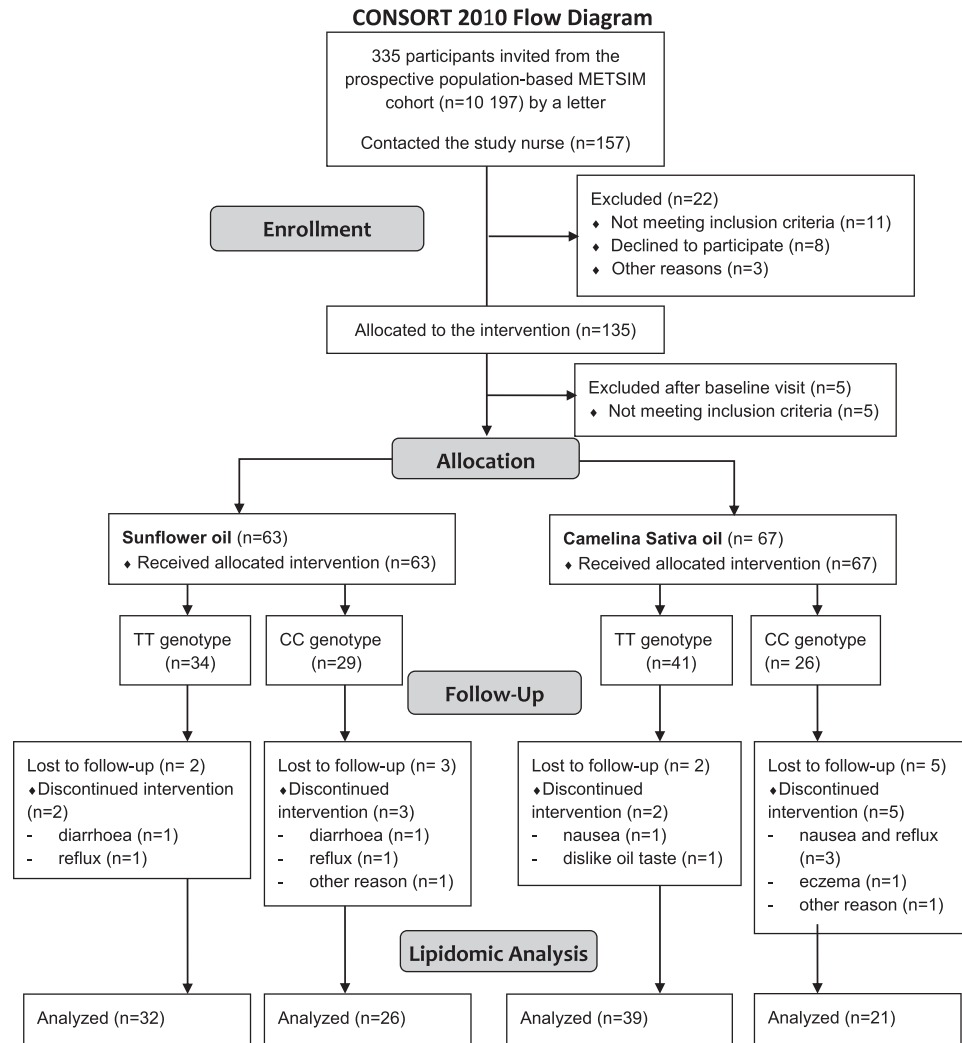 CONSORT 2010 Flow Diagram
335 participants invited from the
prospective population-based METSIM
cohort (n=10 197) by a letter
Contacted the study nurse (n=157)
Excluded (n=22)
♦ Not meeting inclusion criteria (n=11)
♦ Declined to participate (n=8)
♦ Other reasons (n=3)
Enrollment
Allocated to the intervention (n=135)
Excluded after baseline visit (n=5)
♦ Not meeting inclusion criteria (n=5)
Allocation
Sunflower oil (n=63)
♦ Received allocated intervention (n=63)
Camelina Sativa oil (n= 67)
♦ Received allocated intervention (n=67)
TT genotype
(n=34)
CC genotype
(n=29)
TT genotype
(n=41)
CC genotype
(n= 26)
Follow-Up
Lost to follow-up (n= 2)
♦Discontinued intervention
(n=2)
- diarrhoea (n=1)
- reflux (n=1)
Lost to follow-up (n= 3)
♦Discontinued
intervention (n=3)
- diarrhoea (n=1)
- reflux (n=1)
- other reason (n=1)
Lost to follow-up (n= 2)
♦Discontinued
intervention (n=2)
- nausea (n=1)
- dislike oil taste (n=1)
Lost to follow-up (n= 5)
♦Discontinued
intervention (n=5)
- nausea and reflux
(n=3)
- eczema (n=1)
- other reason (n=1)
Lipidomic Analysis
Analyzed (n=32)
Analyzed (n=26)
Analyzed (n=39)
Analyzed (n=21)